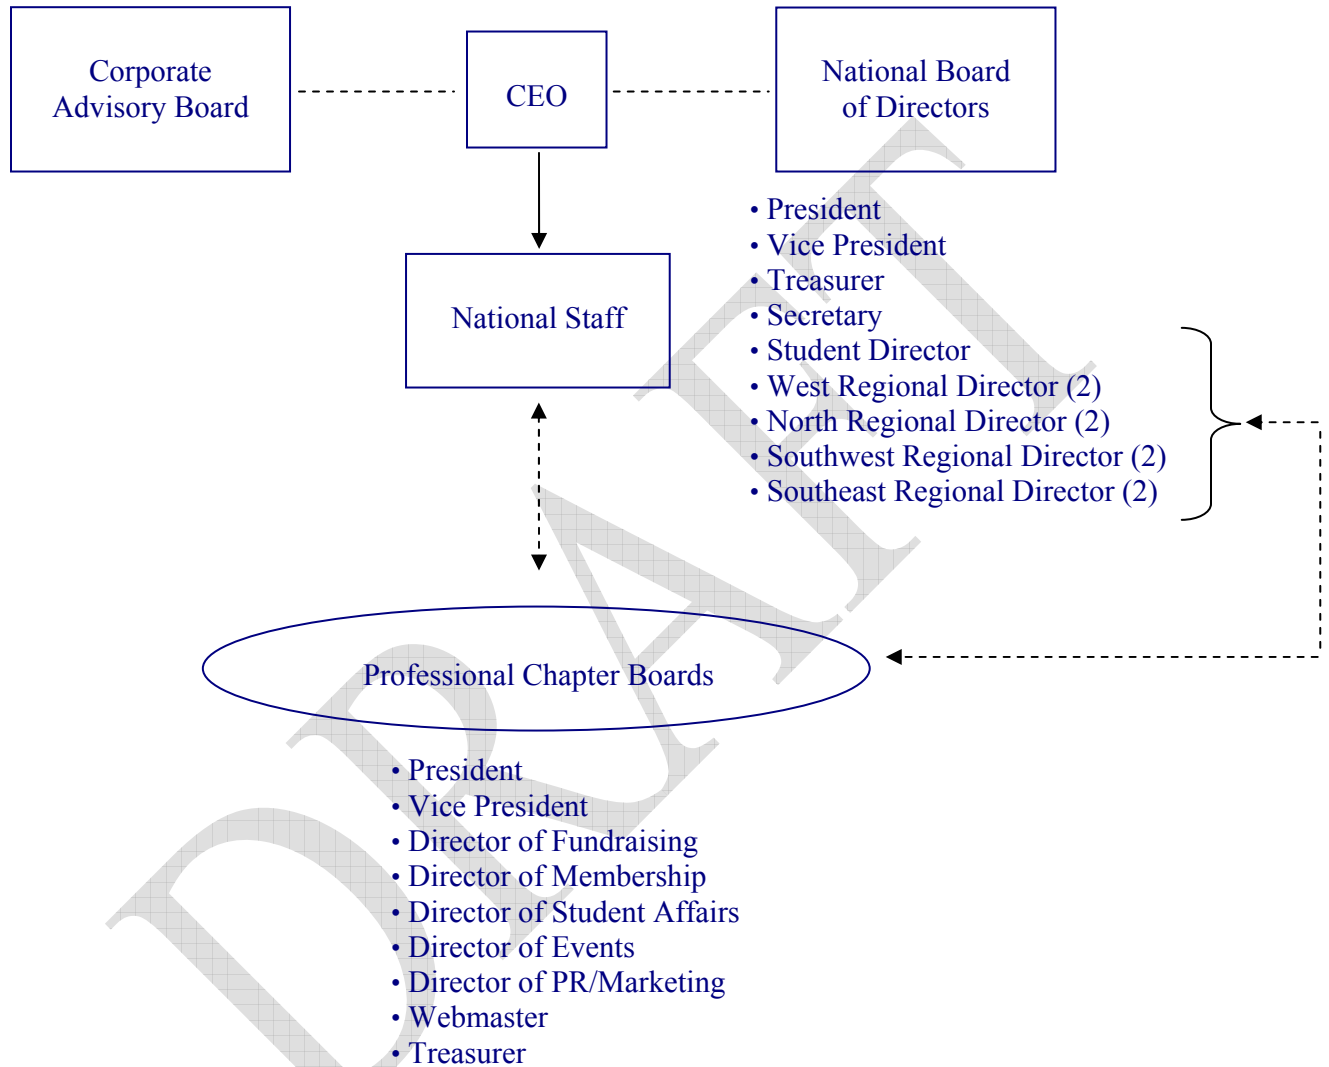 Corporate
Advisory Board
CEO
National Board
of Directors
• President
• Vice President
• Treasurer
• Secretary
• Student Director
• West Regional Director (2)
• North Regional Director (2)
• Southwest Regional Director (2)
• Southeast Regional Director (2)
National Staff
Professional Chapter Boards
• President
• Vice President
• Director of Fundraising
• Director of Membership
• Director of Student Affairs
• Director of Events
• Director of PR/Marketing
• Webmaster
• Treasurer
DRAFT